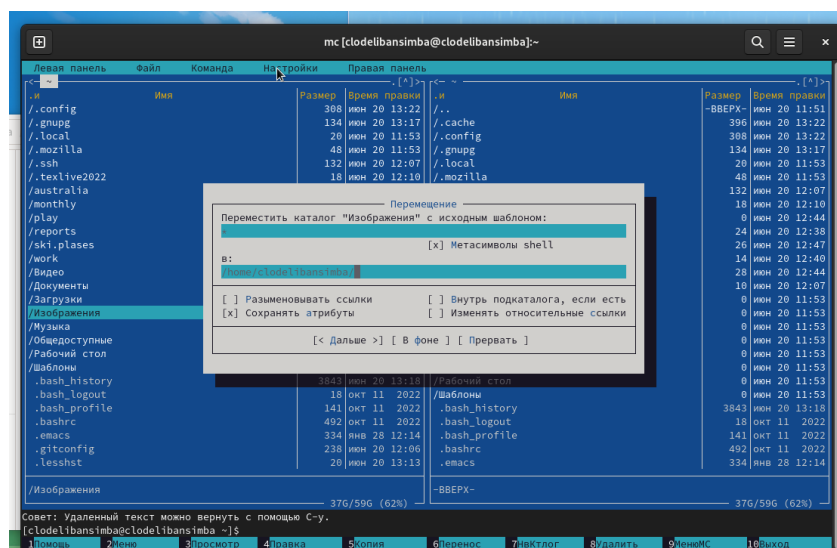 mc [clodelibansimba@clodelibansimba]:~
Левая панель Файл Команда Настройки Правая панель
<- ~ .[^]> <- ~ .[^]>
.и Имя Размер Время правки .и Имя Размер Время правки
/.config 308 июн 20 13:22 /.. -ВВЕРХ- июн 20 11:51
/.gnupg 134 июн 20 13:17 /.cache 396 июн 20 13:22
/.local 20 июн 20 11:53 /.config 308 июн 20 13:22
/.mozilla 48 июн 20 11:53 /.gnupg 134 июн 20 13:17
/.ssh 132 июн 20 12:07 /.local 20 июн 20 11:53
/.texlive2022 18 июн 20 12:10 /.mozilla 48 июн 20 11:53
/australia 132 июн 20 12:07
/monthly Перемещение 18 июн 20 12:10
/play Переместить каталог "Изображения" с исходным шаблоном: 0 июн 20 12:44
/reports * 24 июн 20 12:38
/ski.plases [x] Метасимволы shell 26 июн 20 12:47
/work в: 14 июн 20 12:40
/Видео /home/clodelibansimba/ 28 июн 20 12:44
/Документы 10 июн 20 12:07
/Загрузки [ ] Разыменовывать ссылки [ ] Внутрь подкаталога, если есть 0 июн 20 11:53
/Изображения [x] Сохранять атрибуты [ ] Изменять относительные ссылки 0 июн 20 11:53
/Музыка 0 июн 20 11:53
/Общедоступные [< Дальше >] [ В фоне ] [ Прервать ] 0 июн 20 11:53
/Рабочий стол 0 июн 20 11:53
/Шаблоны 0 июн 20 11:53
.bash_history 3843 июн 20 13:18 /Рабочий стол 0 июн 20 11:53
.bash_logout 18 окт 11 2022 /Шаблоны 0 июн 20 11:53
.bash_profile 141 окт 11 2022 .bash_history 3843 июн 20 13:18
.bashrc 492 окт 11 2022 .bash_logout 18 окт 11 2022
.emacs 334 янв 28 12:14 .bash_profile 141 окт 11 2022
.gitconfig 238 июн 20 12:06 .bashrc 492 окт 11 2022
.lesshst 20 июн 20 13:13 .emacs 334 янв 28 12:14
/Изображения -ВВЕРХ-
37G/59G (62%) 37G/59G (62%)
Совет: Удаленный текст можно вернуть с помощью C-y.
[clodelibansimba@clodelibansimba ~]$
1Помощь 2Меню 3Просмотр 4Правка 5Копия 6Перенос 7НвКтлог 8Удалить 9МенюMC 10Выход